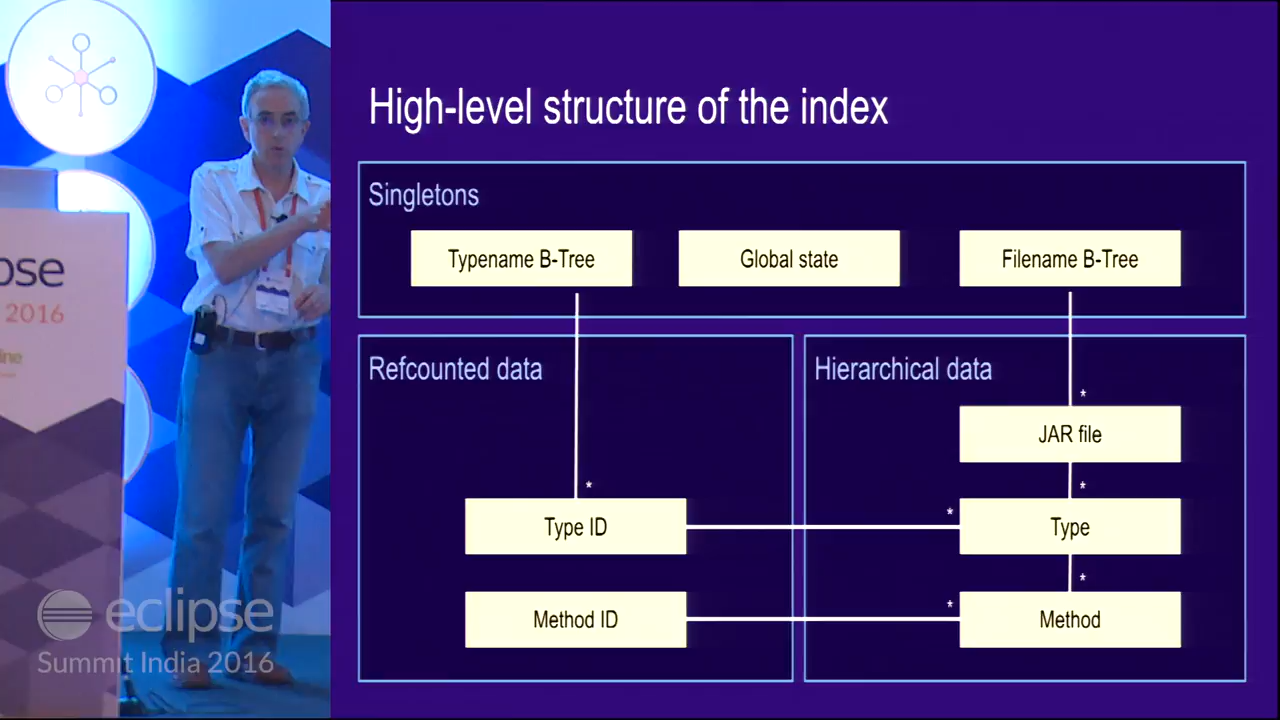 High-level structure of the index
Singletons
Typename B-Tree
Global state
Filename B-Tree
Refcounted data
Hierarchical data
*
JAR file
*
*
Type ID
*
Type
*
Method ID
*
Method
pse
2016
ine
eclipse
Summit India 2016